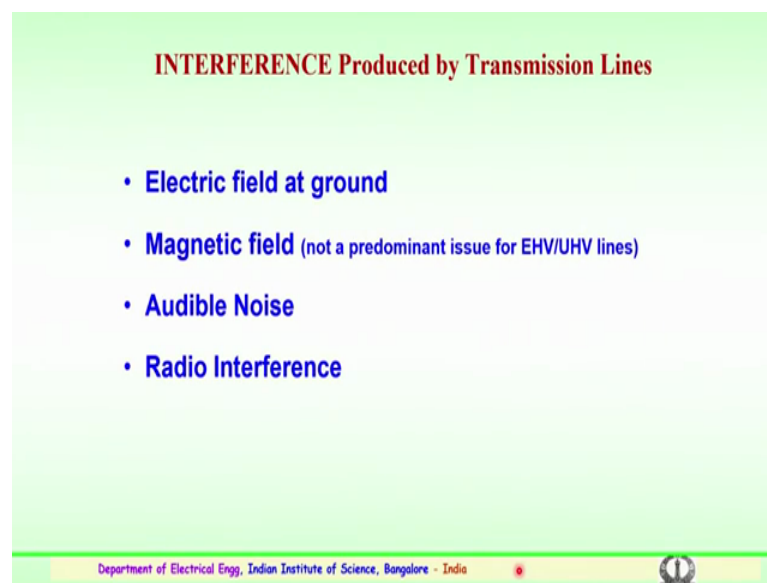 INTERFERENCE Produced by Transmission Lines
• Electric field at ground
• Magnetic field (not a predominant issue for EHV/UHV lines)
• Audible Noise
• Radio Interference
Department of Electrical Engg, Indian Institute of Science, Bangalore - India